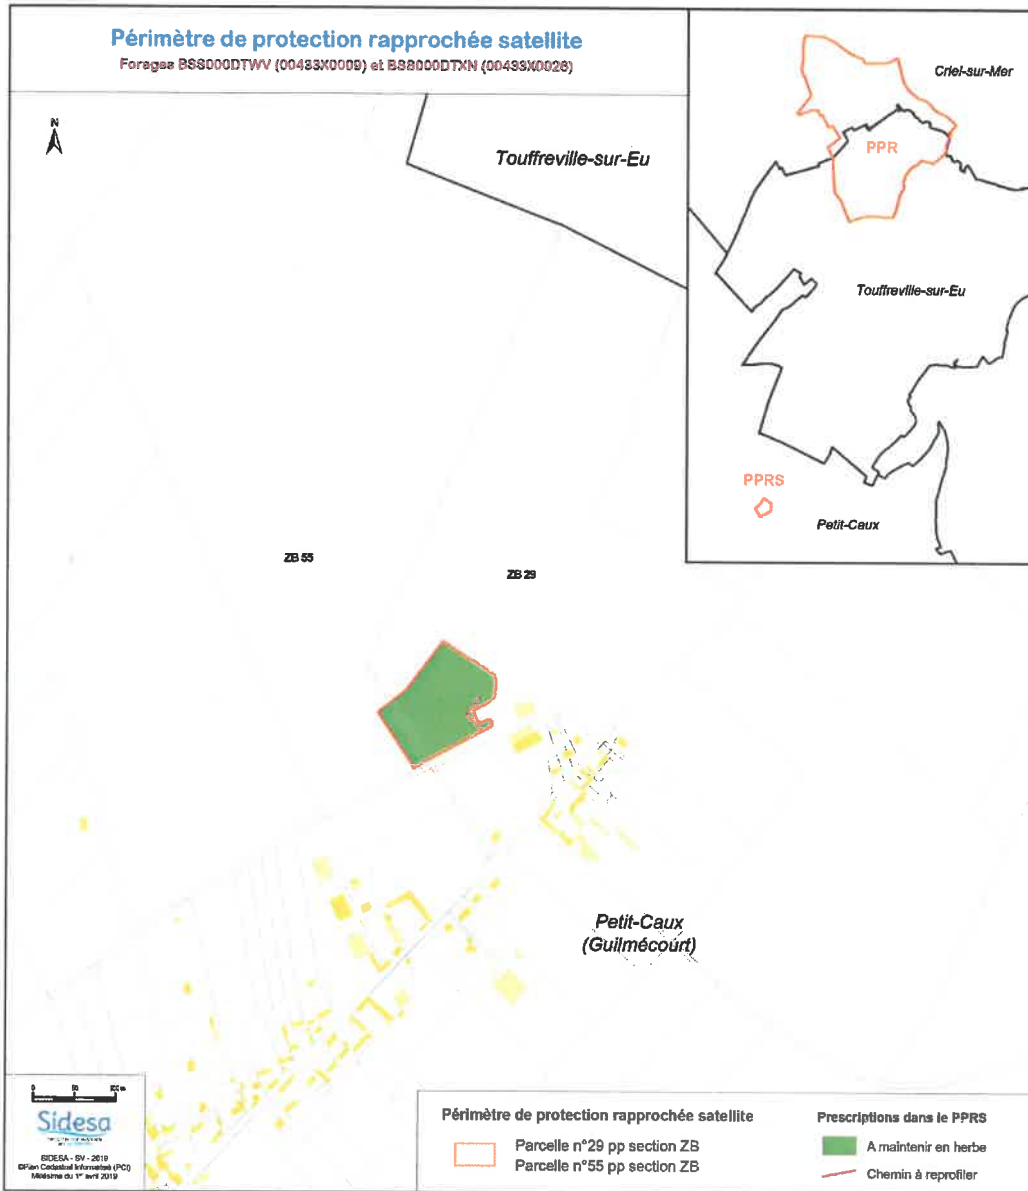 Périmètre de protection rapprochée satellite
Forages BSS000DTWV (00433X0009) et BSS000DTXN (00433X0026)
N
Touffreville-sur-Eu
Criel-sur-Mer
PPR
Touffreville-sur-Eu
PPRS
Petit-Caux
ZB 55
ZB 29
Petit-Caux
(Guilmécourt)
0
Sidesa
SIDESA - SV - 2019
©Plan Cadastral Informatisé (PCI)
Millésime du 1er avril 2019
Périmètre de protection rapprochée satellite
Parcelle n°29 pp section ZB
Parcelle n°55 pp section ZB
Prescriptions dans le PPRS
A maintenir en herbe
Chemin à reprofiler